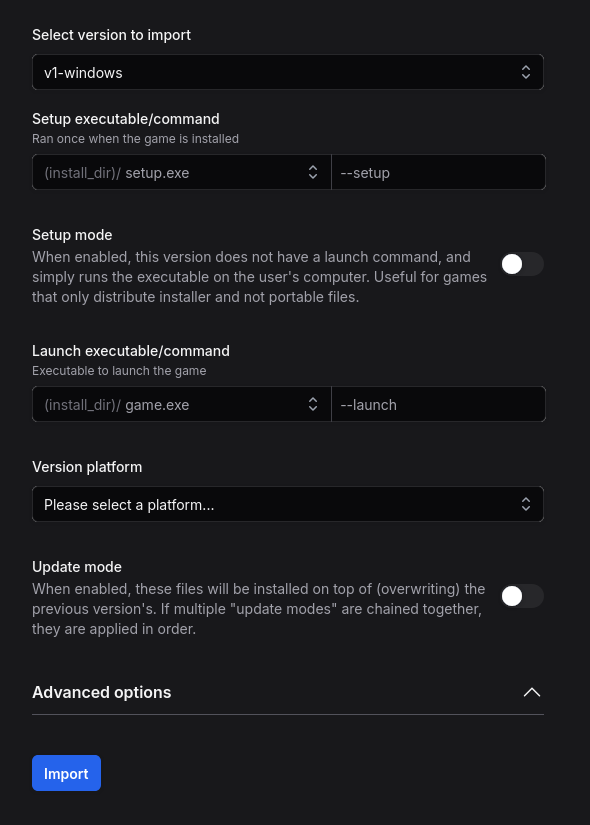 Select version to import
v1-windows
Setup executable/command
Ran once when the game is installed
(install_dir)/ setup.exe
--setup
Setup mode
When enabled, this version does not have a launch command, and
simply runs the executable on the user's computer. Useful for games
that only distribute installer and not portable files.
Launch executable/command
Executable to launch the game
(install_dir)/ game.exe
--launch
Version platform
Please select a platform...
Update mode
When enabled, these files will be installed on top of (overwriting) the
previous version's. If multiple "update modes" are chained together,
they are applied in order.
Advanced options
Import